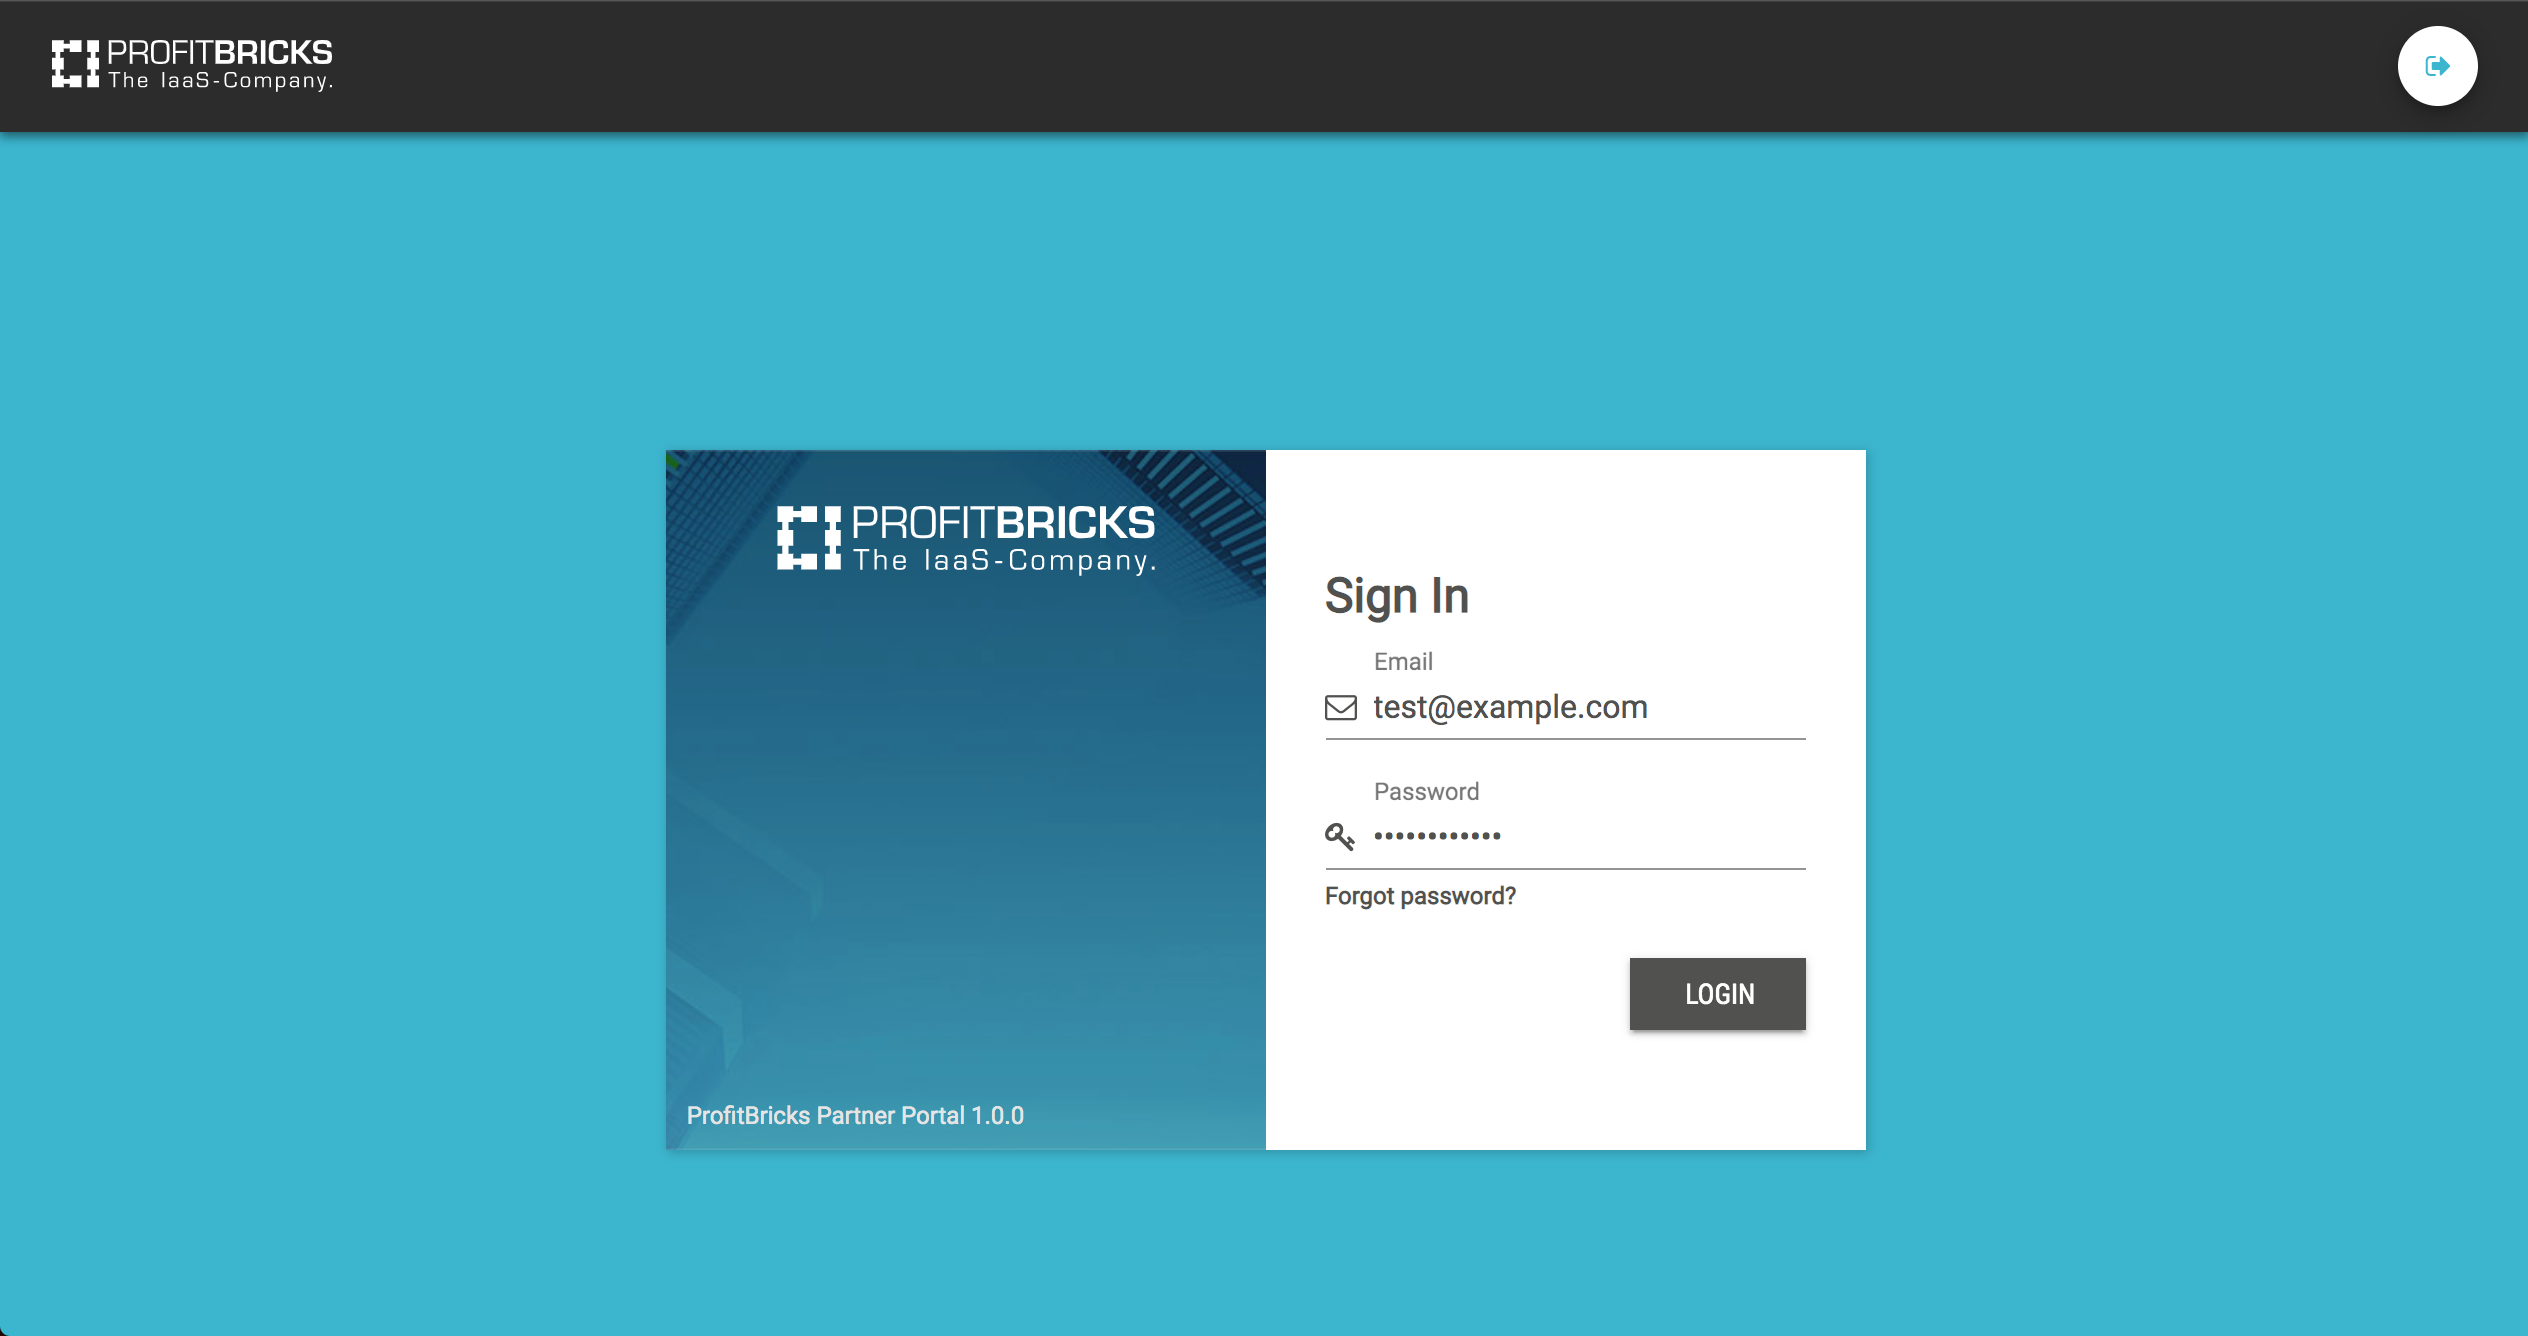 PROFITBRICKS
The IaaS-Company.
PROFITBRICKS
The IaaS-Company.
ProfitBricks Partner Portal 1.0.0
Sign In
Email
test@example.com
Password
••••••••••••
Forgot password?
LOGIN